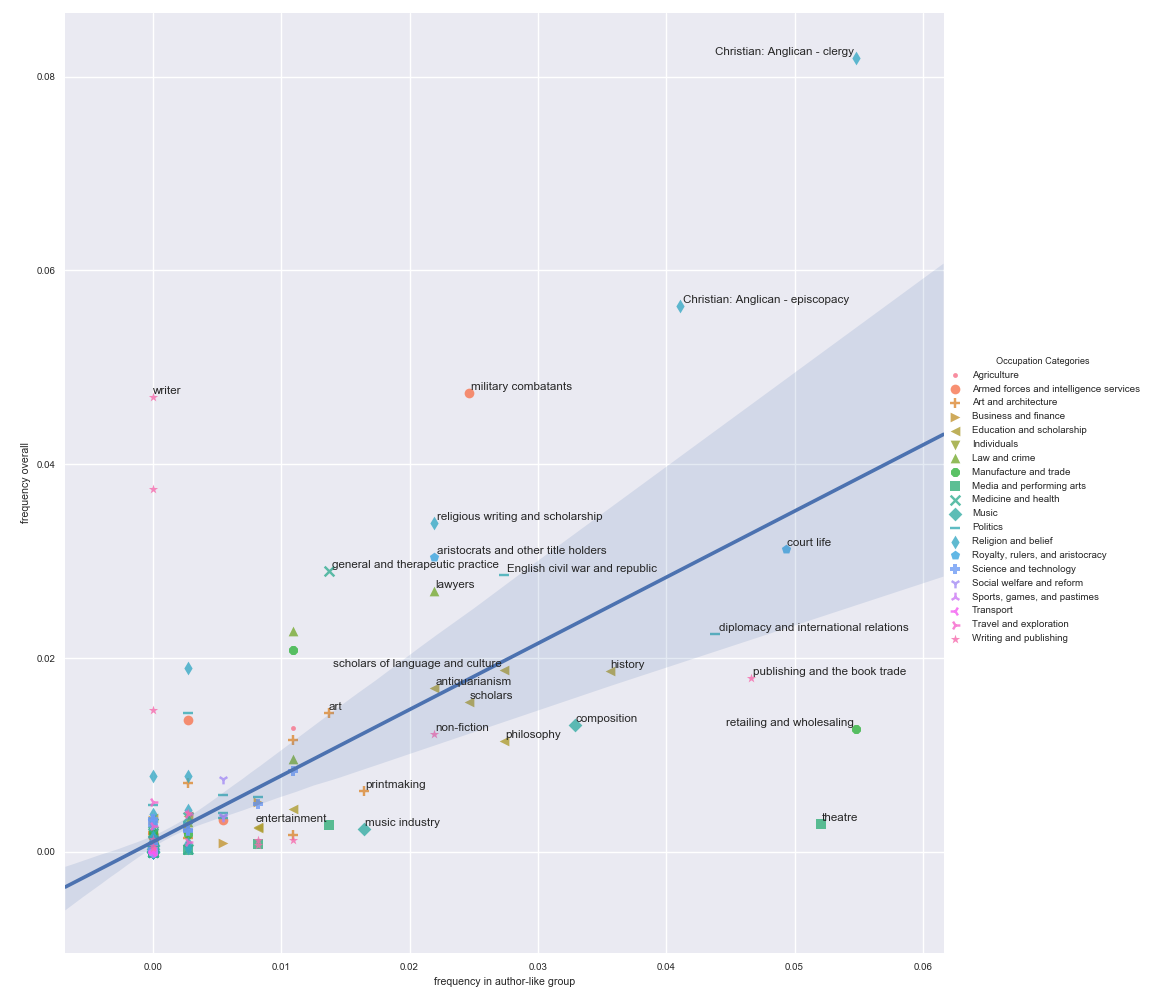 Christian: Anglican - clergy
0.08
0.06
Christian: Anglican - episcopacy
writer
military combatants
0.04
religious writing and scholarship
aristocrats and other title holders
court life
general and therapeutic practice
English civil war and republic
lawyers
diplomacy and international relations
0.02
scholars of language and culture
history
publishing and the book trade
antiquarianism
scholars
art
composition
retailing and wholesaling
non-fiction
philosophy
printmaking
entertainment
music industry
theatre
0.00
frequency overall
0.00
0.01
0.02
0.03
0.04
0.05
0.06
frequency in author-like group
Occupation Categories
Agriculture
Armed forces and intelligence services
Art and architecture
Business and finance
Education and scholarship
Individuals
Law and crime
Manufacture and trade
Media and performing arts
Medicine and health
Music
Politics
Religion and belief
Royalty, rulers, and aristocracy
Science and technology
Social welfare and reform
Sports, games, and pastimes
Transport
Travel and exploration
Writing and publishing